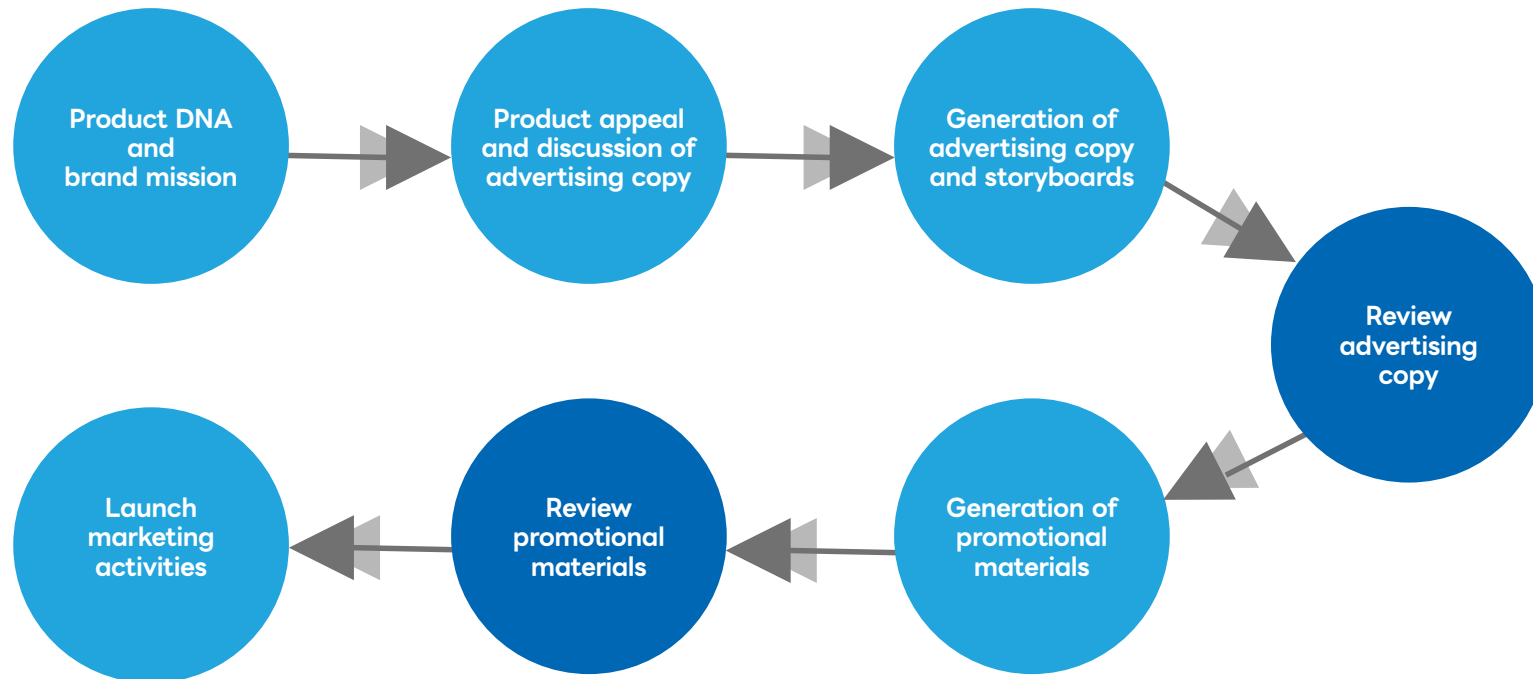 Product DNA
and
brand mission
Product appeal
and discussion of
advertising copy
Generation of
advertising copy
and storyboards
Review
advertising
copy
Generation of
promotional
materials
Review
promotional
materials
Launch
marketing
activities